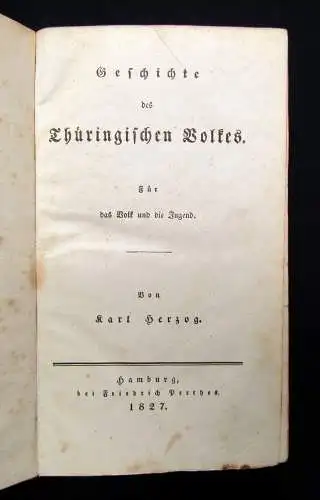 Geschichte
des
Thüringischen Volkes.
Für
das Volk und die Jugend.
Von
Karl Herzog.
Hamburg,
bei Friedrich Perthes.
1827.